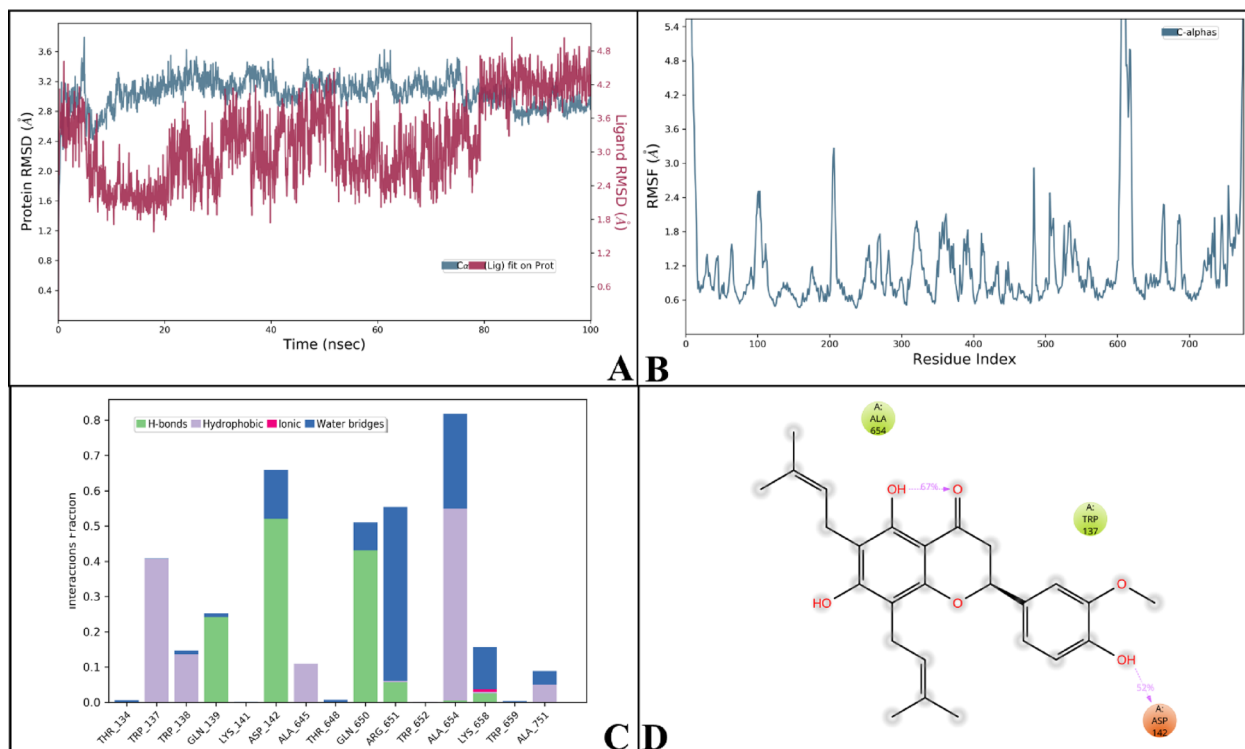 3.6
3.2
2.8
2.4
2.0
1.6
1.2
0.8
0.4
Protein RMSD (Å)
4.8
4.2
3.6
3.0
2.4
1.8
1.2
0.6
Ligand RMSD (Å)
Cα (Lig) fit on Prot
0 20 40 60 80 100
Time (nsec)
A
5.4
4.8
4.2
3.6
3.0
2.4
1.8
1.2
0.6
RMSF (Å)
C-alphas
100 200 300 400 500 600 700
Residue Index
B
0.8
0.7
0.6
0.5
0.4
0.3
0.2
0.1
0.0
Interactions Fraction
H-bonds Hydrophobic Ionic Water bridges
THR_134
TRP_137
TRP_138
GLN_139
LYS_141
ASP_142
ALA_645
THR_648
GLN_650
ARG_651
TRP_652
ALA_654
LYS_658
TRP_659
ALA_751
C
A:
ALA
654
OH
67%
O
A:
TRP
137
HO
O
O
OH
52%
A:
ASP
142
D